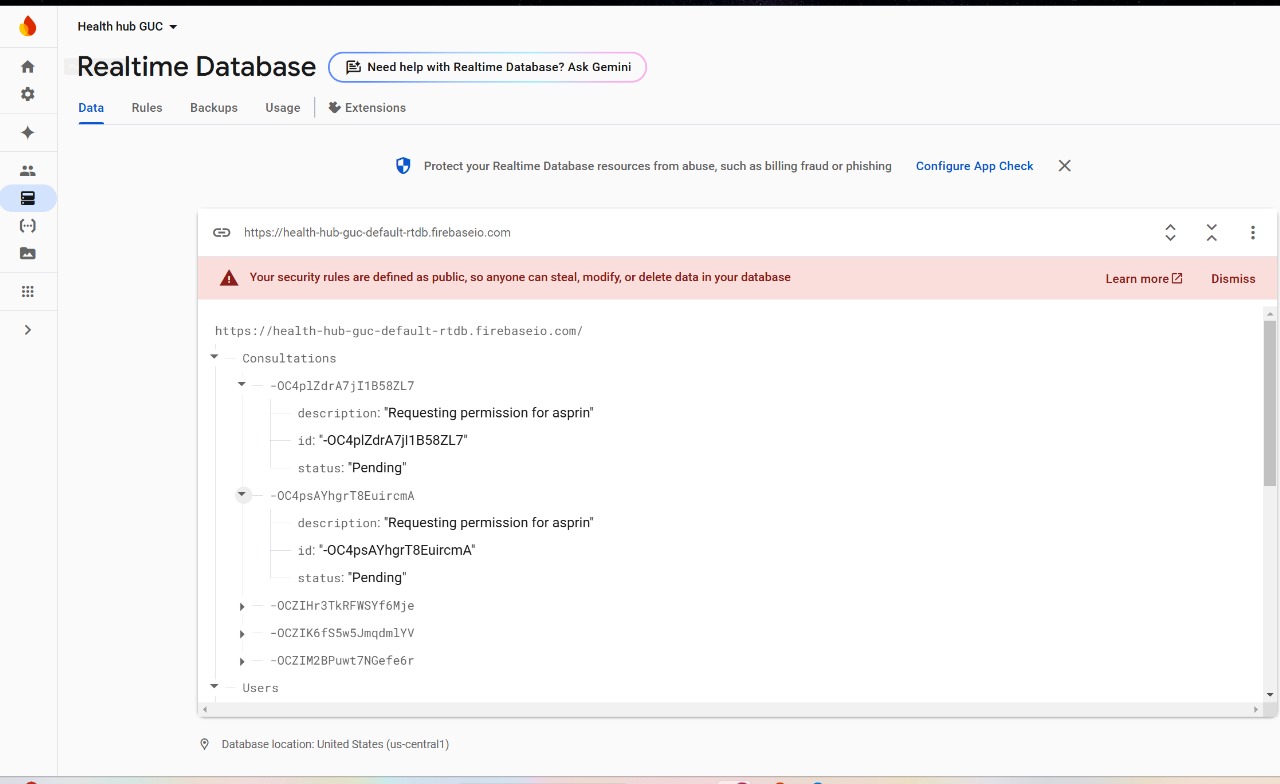 Health hub GUC
Realtime Database
Need help with Realtime Database? Ask Gemini
Data Rules Backups Usage Extensions
Protect your Realtime Database resources from abuse, such as billing fraud or phishing Configure App Check
https://health-hub-guc-default-rtdb.firebaseio.com
Your security rules are defined as public, so anyone can steal, modify, or delete data in your database Learn more Dismiss
https://health-hub-guc-default-rtdb.firebaseio.com/
Consultations
-OC4plZdrA7jI1B58ZL7
description: "Requesting permission for asprin"
id: "-OC4plZdrA7jI1B58ZL7"
status: "Pending"
-OC4psAYhgrT8EuircmA
description: "Requesting permission for asprin"
id: "-OC4psAYhgrT8EuircmA"
status: "Pending"
-OCZIHr3TkRFWSYf6Mje
-OCZIK6fS5w5JmqdmlYV
-OCZIM2BPuwt7NGefe6r
Users
Database location: United States (us-central1)